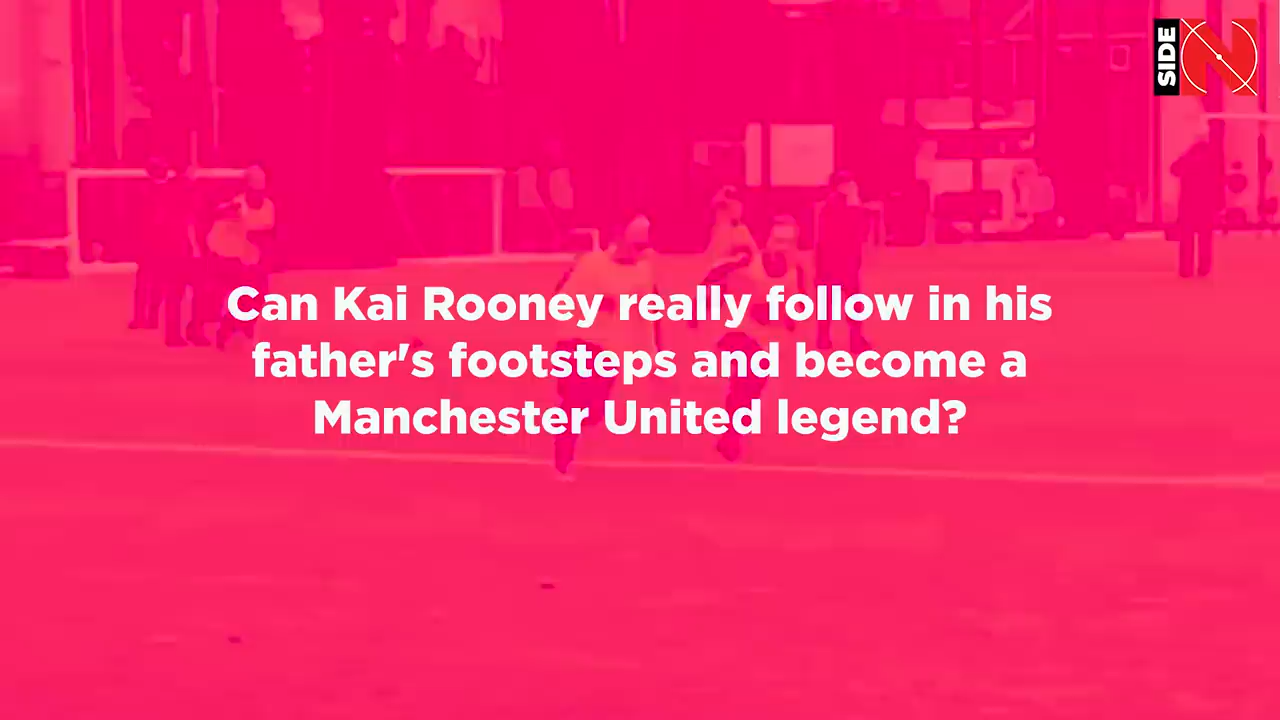 SIDE
N
Can Kai Rooney really follow in his
father's footsteps and become a
Manchester United legend?